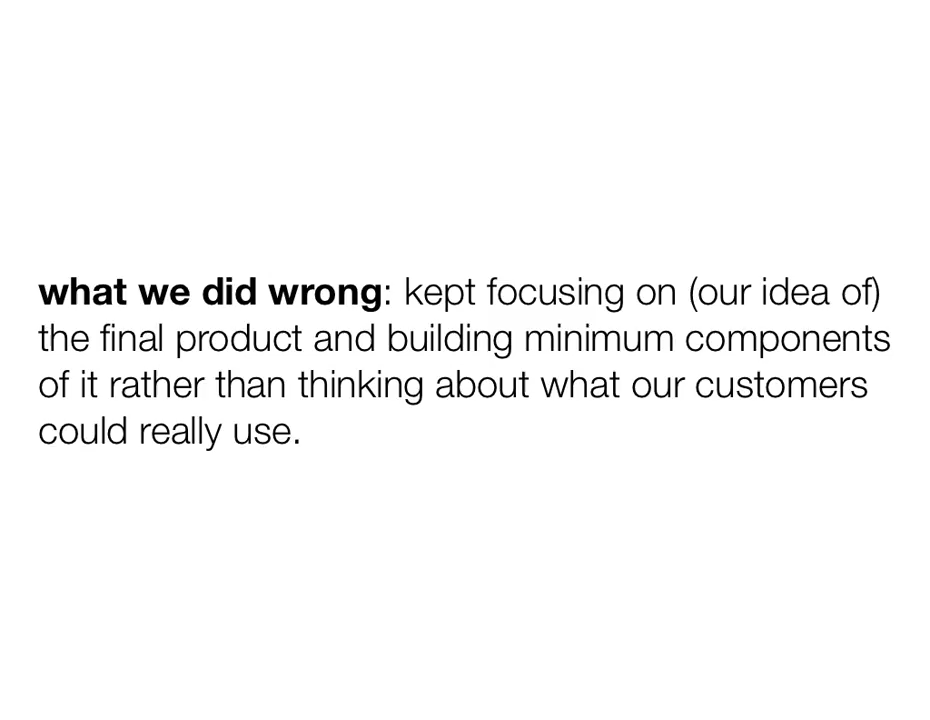 what we did wrong: kept focusing on (our idea of)
the final product and building minimum components
of it rather than thinking about what our customers
could really use.